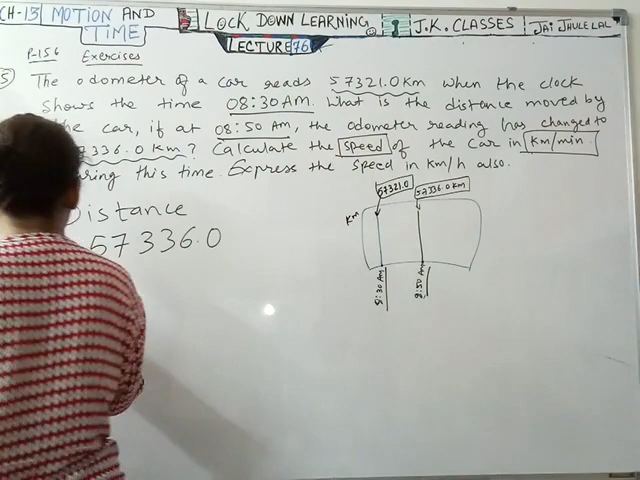 CH-13 MOTION AND TIME
LOCK DOWN LEARNING
J.K. CLASSES
JAI JHULELAL
LECTURE 76
P-156 Exercises
5 The odometer of a car reads 57321.0 Km when the clock
shows the time 08:30 AM. What is the distance moved by
the car, if at 08:50 AM, the odometer reading has changed to
7336.0 Km? Calculate the speed of the car in km/min.
uring this time. Express the speed in km/h also.
Distance
57336.0
57321.0
57336.0 Km
Km
8:30 AM
8:50 AM